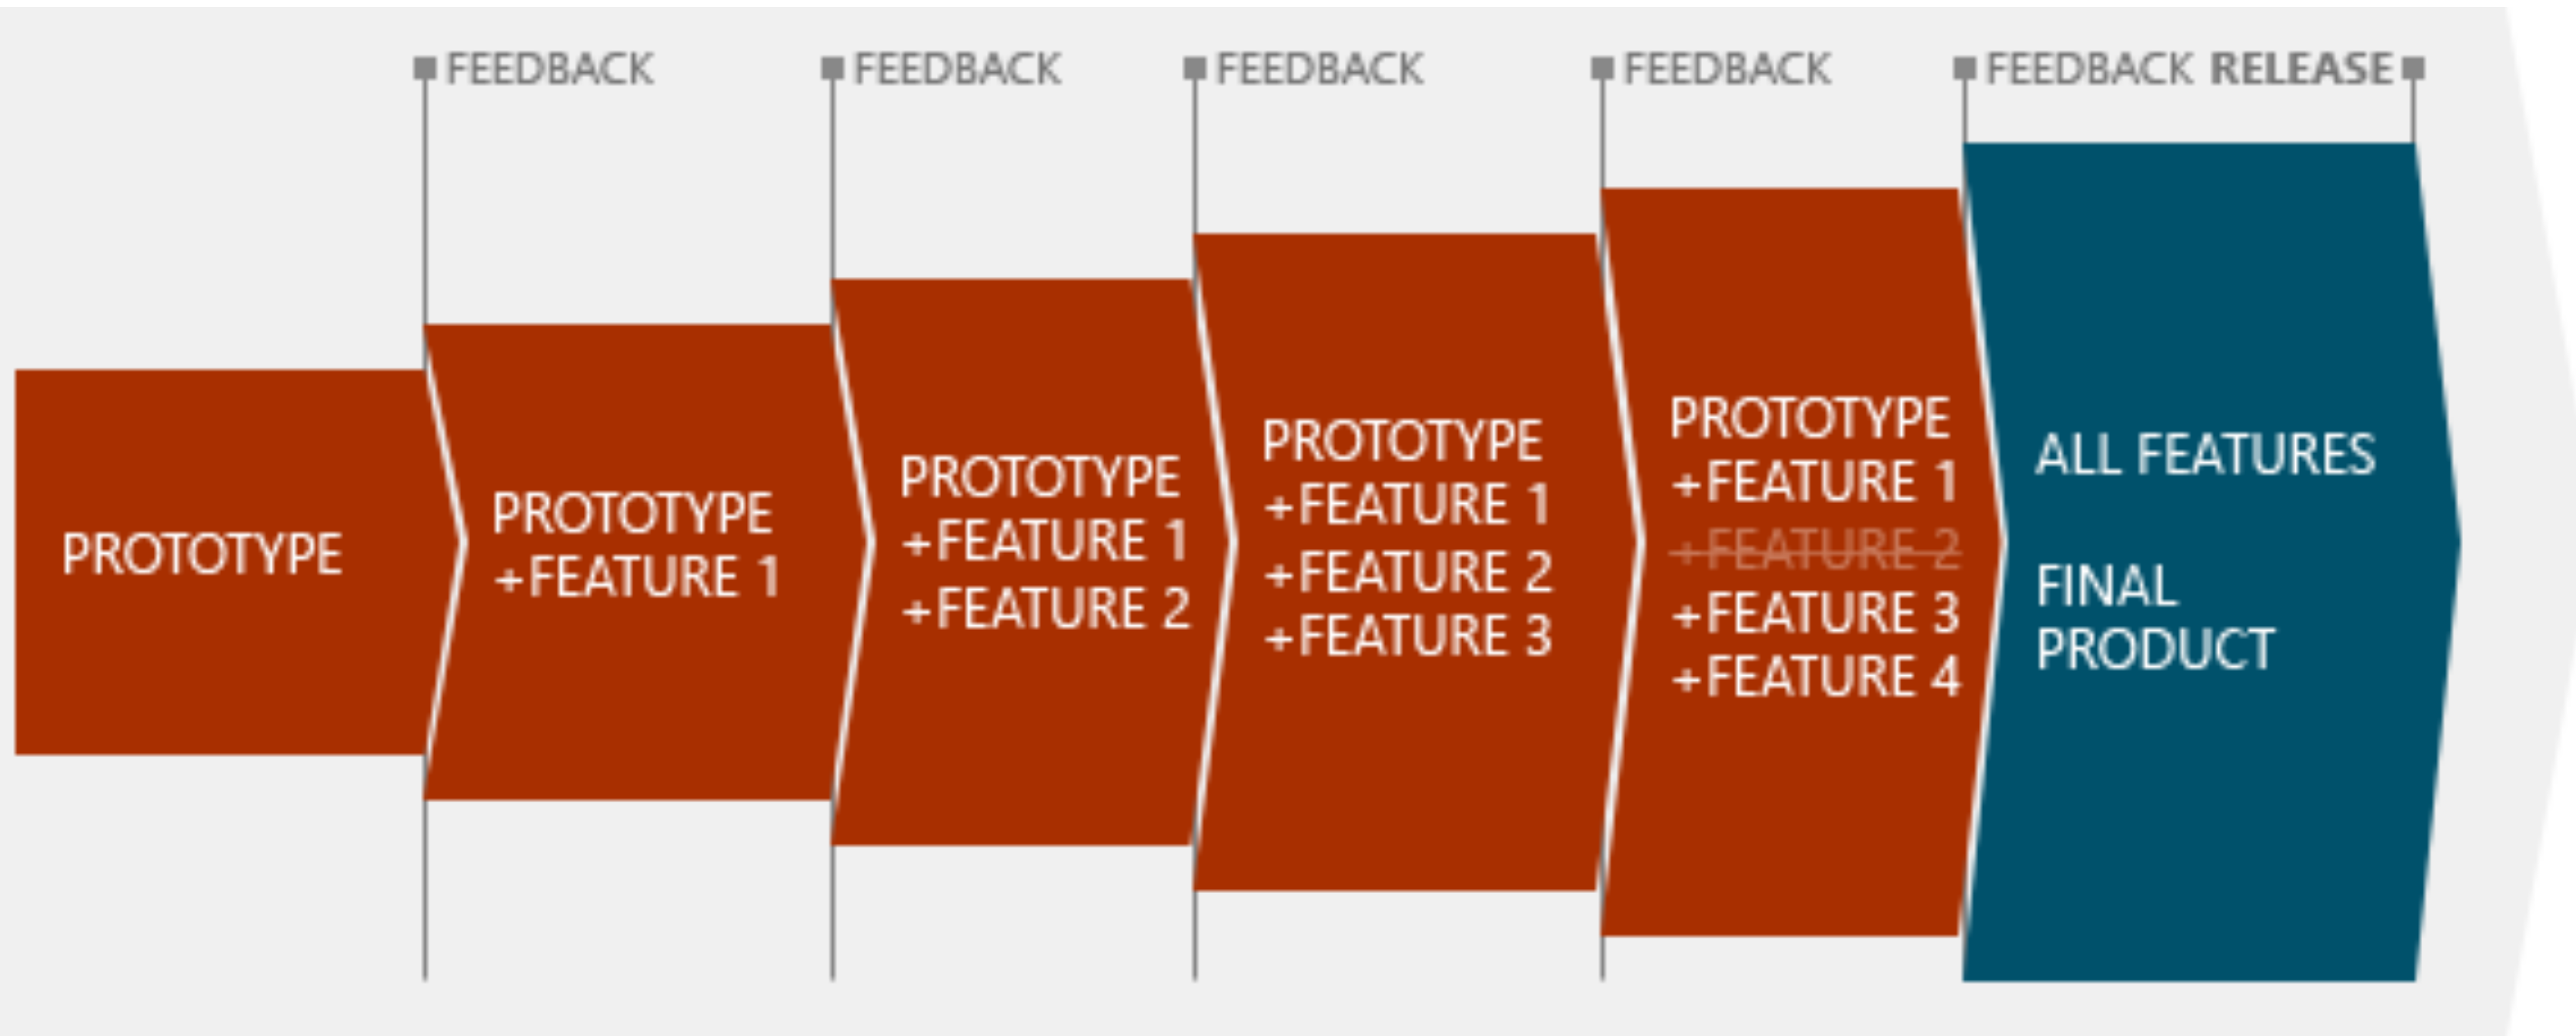 FEEDBACK
FEEDBACK
FEEDBACK
FEEDBACK
FEEDBACK RELEASE
PROTOTYPE
PROTOTYPE
+FEATURE 1
PROTOTYPE
+FEATURE 1
+FEATURE 2
PROTOTYPE
+FEATURE 1
+FEATURE 2
+FEATURE 3
PROTOTYPE
+FEATURE 1
+FEATURE 2
+FEATURE 3
+FEATURE 4
ALL FEATURES
FINAL
PRODUCT